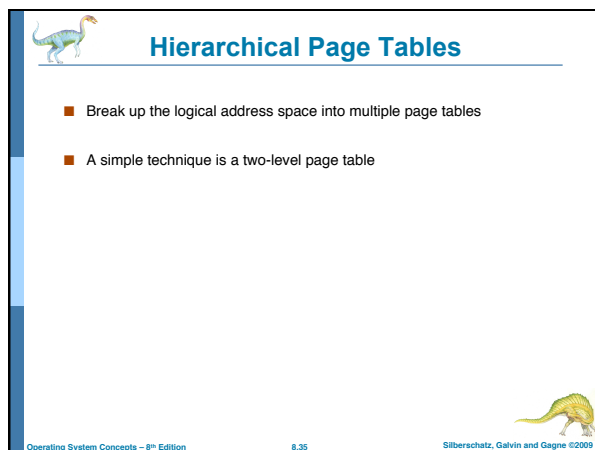 Hierarchical Page Tables
Break up the logical address space into multiple page tables
A simple technique is a two-level page table
Operating System Concepts – 8th Edition
8.35
Silberschatz, Galvin and Gagne ©2009